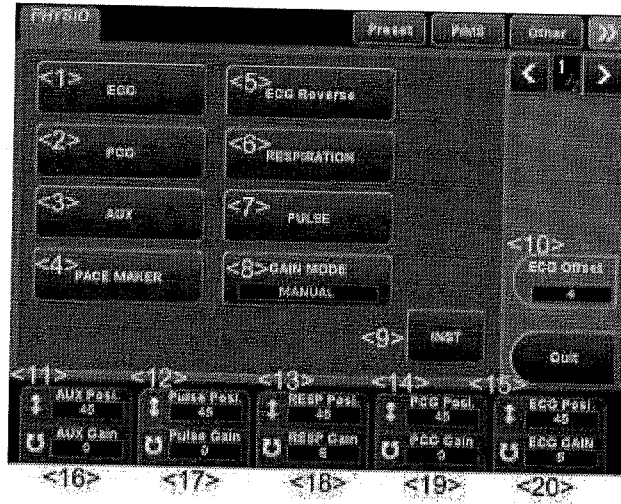 PHYSIO
Preset Print Other »
< 1 >
<1> ECG <5> ECG Reverse
<2> PCG <6> RESPIRATION
<3> AUX <7> PULSE
<4> PACE MAKER <8> GAIN MODE
MANUAL
<10>
ECG Offset
4
<9> INST
Quit
<11> <12> <13> <14> <15>
AUX Posi. Pulse Posi. RESP Posi. PCG Posi. ECG Posi.
45 45 45 45 45
AUX Gain Pulse Gain RESP Gain PCG Gain ECG GAIN
<16> <17> <18> <19> <20>